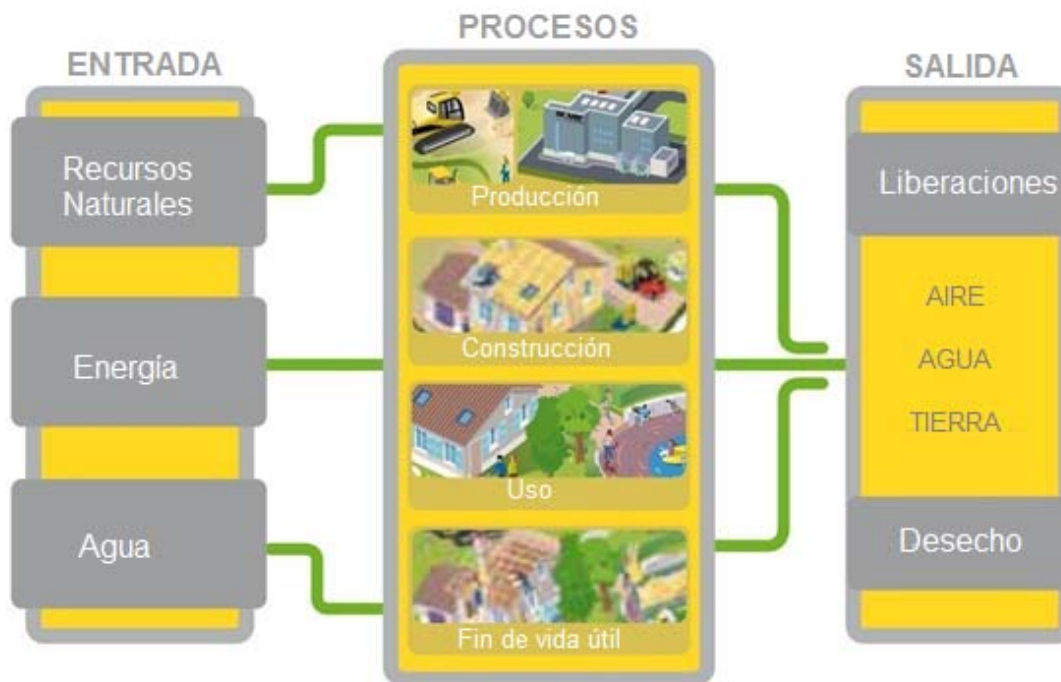 ENTRADA
Recursos
Naturales
Energía
Agua
PROCESOS
Producción
Construcción
Uso
Fin de vida útil
SALIDA
Liberaciones
AIRE
AGUA
TIERRA
Desecho